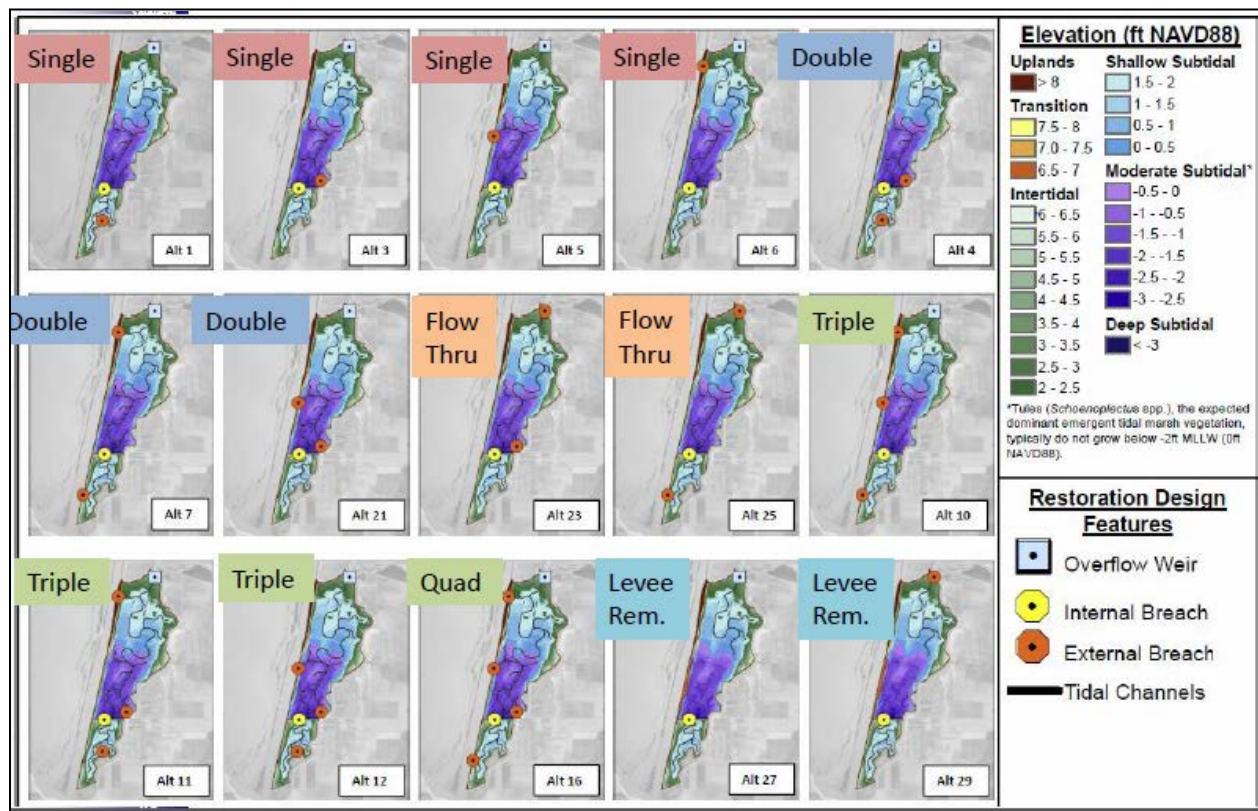 Single
Single
Single
Single
Double
Alt 1
Alt 3
Alt 5
Alt 6
Alt 4
Double
Double
Flow
Thru
Flow
Thru
Triple
Alt 7
Alt 21
Alt 23
Alt 25
Alt 10
Triple
Triple
Quad
Levee
Rem.
Levee
Rem.
Alt 11
Alt 12
Alt 16
Alt 27
Alt 29
Elevation (ft NAVD88)
Uplands
> 8
Transition
7.5 - 8
7.0 - 7.5
6.5 - 7
Intertidal
6 - 6.5
5.5 - 6
5 - 5.5
4.5 - 5
4 - 4.5
3.5 - 4
3 - 3.5
2.5 - 3
2 - 2.5
Shallow Subtidal
1.5 - 2
1 - 1.5
0.5 - 1
0 - 0.5
Moderate Subtidal*
-0.5 - 0
-1 - -0.5
-1.5 - -1
-2 - -1.5
-2.5 - -2
-3 - -2.5
Deep Subtidal
< -3
*Tules (Schoenoplectus spp.), the expected
dominant emergent tidal marsh vegetation,
typically do not grow below -2ft MLLW (0ft
NAVD88).
Restoration Design
Features
Overflow Weir
Internal Breach
External Breach
Tidal Channels